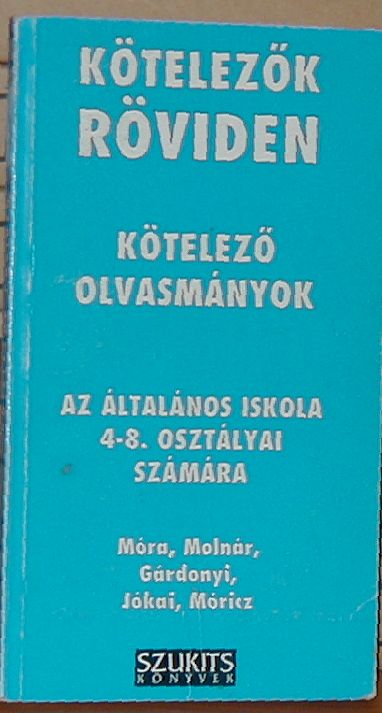 KÖTELEZŐK
RÖVIDEN
KÖTELEZŐ
OLVASMÁNYOK
AZ ÁLTALÁNOS ISKOLA
4-8. OSZTÁLYAI
SZÁMÁRA
Móra, Molnár,
Gárdonyi,
Jókai, Móricz
SZUKITS
KÖNYVEK